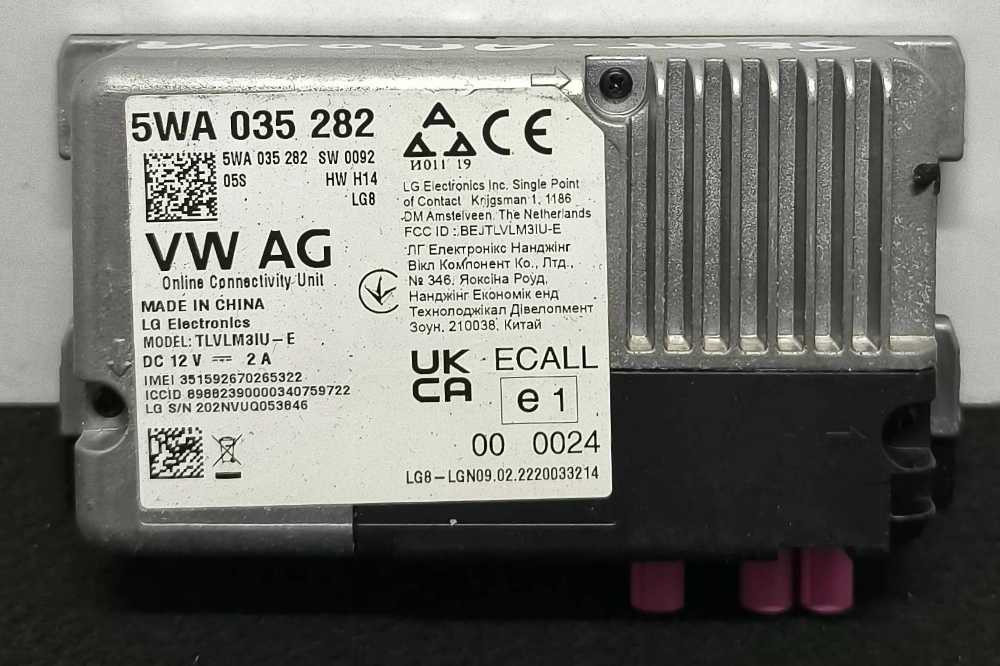 5WA 035 282
5WA 035 282 SW 0092
05S HW H14
LG8
VW AG
Online Connectivity Unit
MADE IN CHINA
LG Electronics
MODEL: TLVLM3IU-E
DC 12 V ⎓ 2 A
IMEI 351592670265322
ICCID 89882390000340759722
LG S/N 202NVUQ053846
CE
И011 19
LG Electronics Inc. Single Point
of Contact Krijgsman 1, 1186
DM Amstelveen. The Netherlands
FCC ID : BEJTLVLM3IU-E
ЛГ Електронікс Нанджінг
Вікл Компонент Ко., Лтд.,
№ 346, Яоксіна Роуд,
Нанджінг Економік енд
Технолоджікал Дівелопмент
Зоун, 210038, Китай
UK
CA
ECALL
e 1
00 0024
LG8-LGN09.02.2220033214